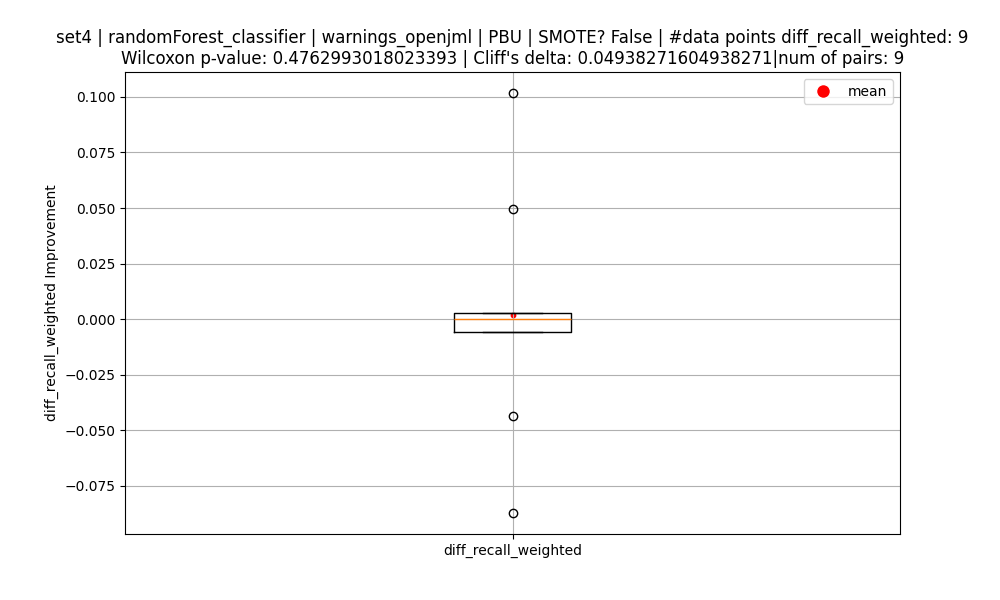 set4 | randomForest_classifier | warnings_openjml | PBU | SMOTE? False | #data points diff_recall_weighted: 9
Wilcoxon p-value: 0.4762993018023393 | Cliff's delta: 0.04938271604938271|num of pairs: 9
mean
0.100
0.075
0.050
0.025
0.000
−0.025
−0.050
−0.075
diff_recall_weighted Improvement
diff_recall_weighted